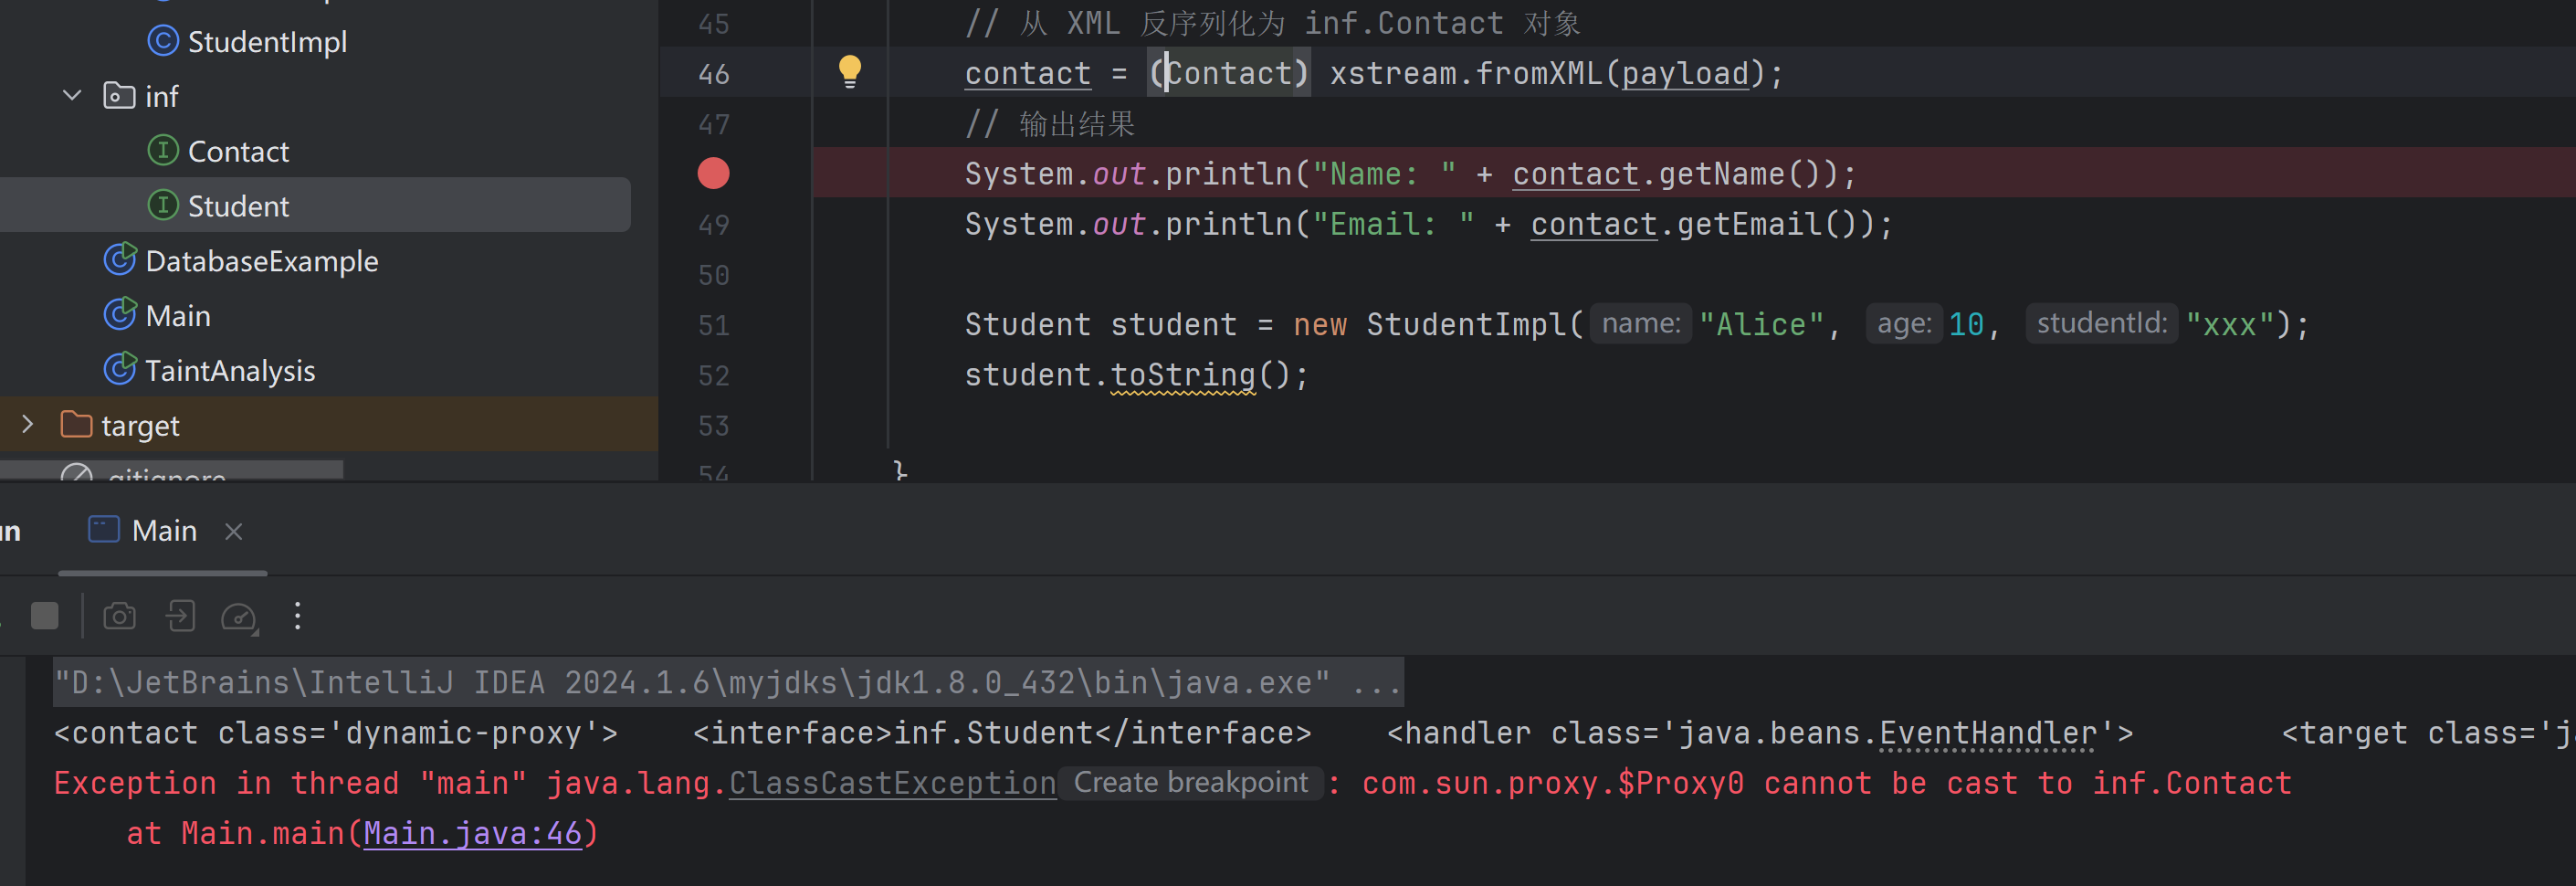 StudentImpl
inf
Contact
Student
DatabaseExample
Main
TaintAnalysis
target
.gitignore
45 // 从 XML 反序列化为 inf.Contact 对象
46 contact = (Contact) xstream.fromXML(payload);
47 // 输出结果
System.out.println("Name: " + contact.getName());
49 System.out.println("Email: " + contact.getEmail());
50
51 Student student = new StudentImpl( name: "Alice", age: 10, studentId: "xxx");
52 student.toString();
53
54 }
Main
"D:\JetBrains\IntelliJ IDEA 2024.1.6\myjdks\jdk1.8.0_432\bin\java.exe" ...
<contact class='dynamic-proxy'> <interface>inf.Student</interface> <handler class='java.beans.EventHandler'> <target class='j
Exception in thread "main" java.lang.ClassCastException Create breakpoint : com.sun.proxy.$Proxy0 cannot be cast to inf.Contact
at Main.main(Main.java:46)